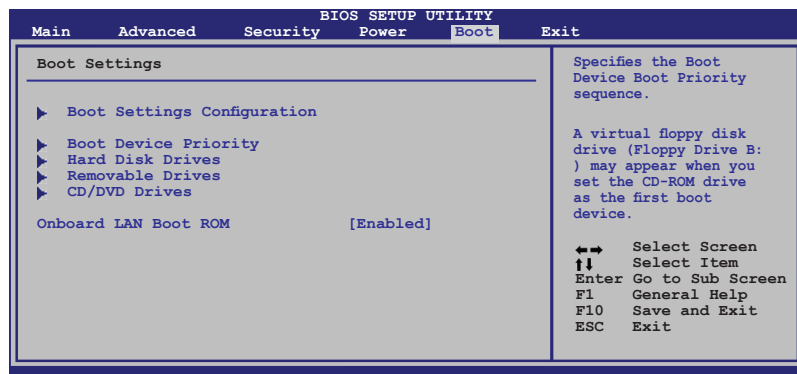 BIOS SETUP UTILITY
Main Advanced Security Power Boot Exit
Boot Settings
Boot Settings Configuration
Boot Device Priority
Hard Disk Drives
Removable Drives
CD/DVD Drives
Onboard LAN Boot ROM [Enabled]
Specifies the Boot
Device Boot Priority
sequence.
A virtual floppy disk
drive (Floppy Drive B:
) may appear when you
set the CD-ROM drive
as the first boot
device.
←→ Select Screen
↑↓ Select Item
Enter Go to Sub Screen
F1 General Help
F10 Save and Exit
ESC Exit